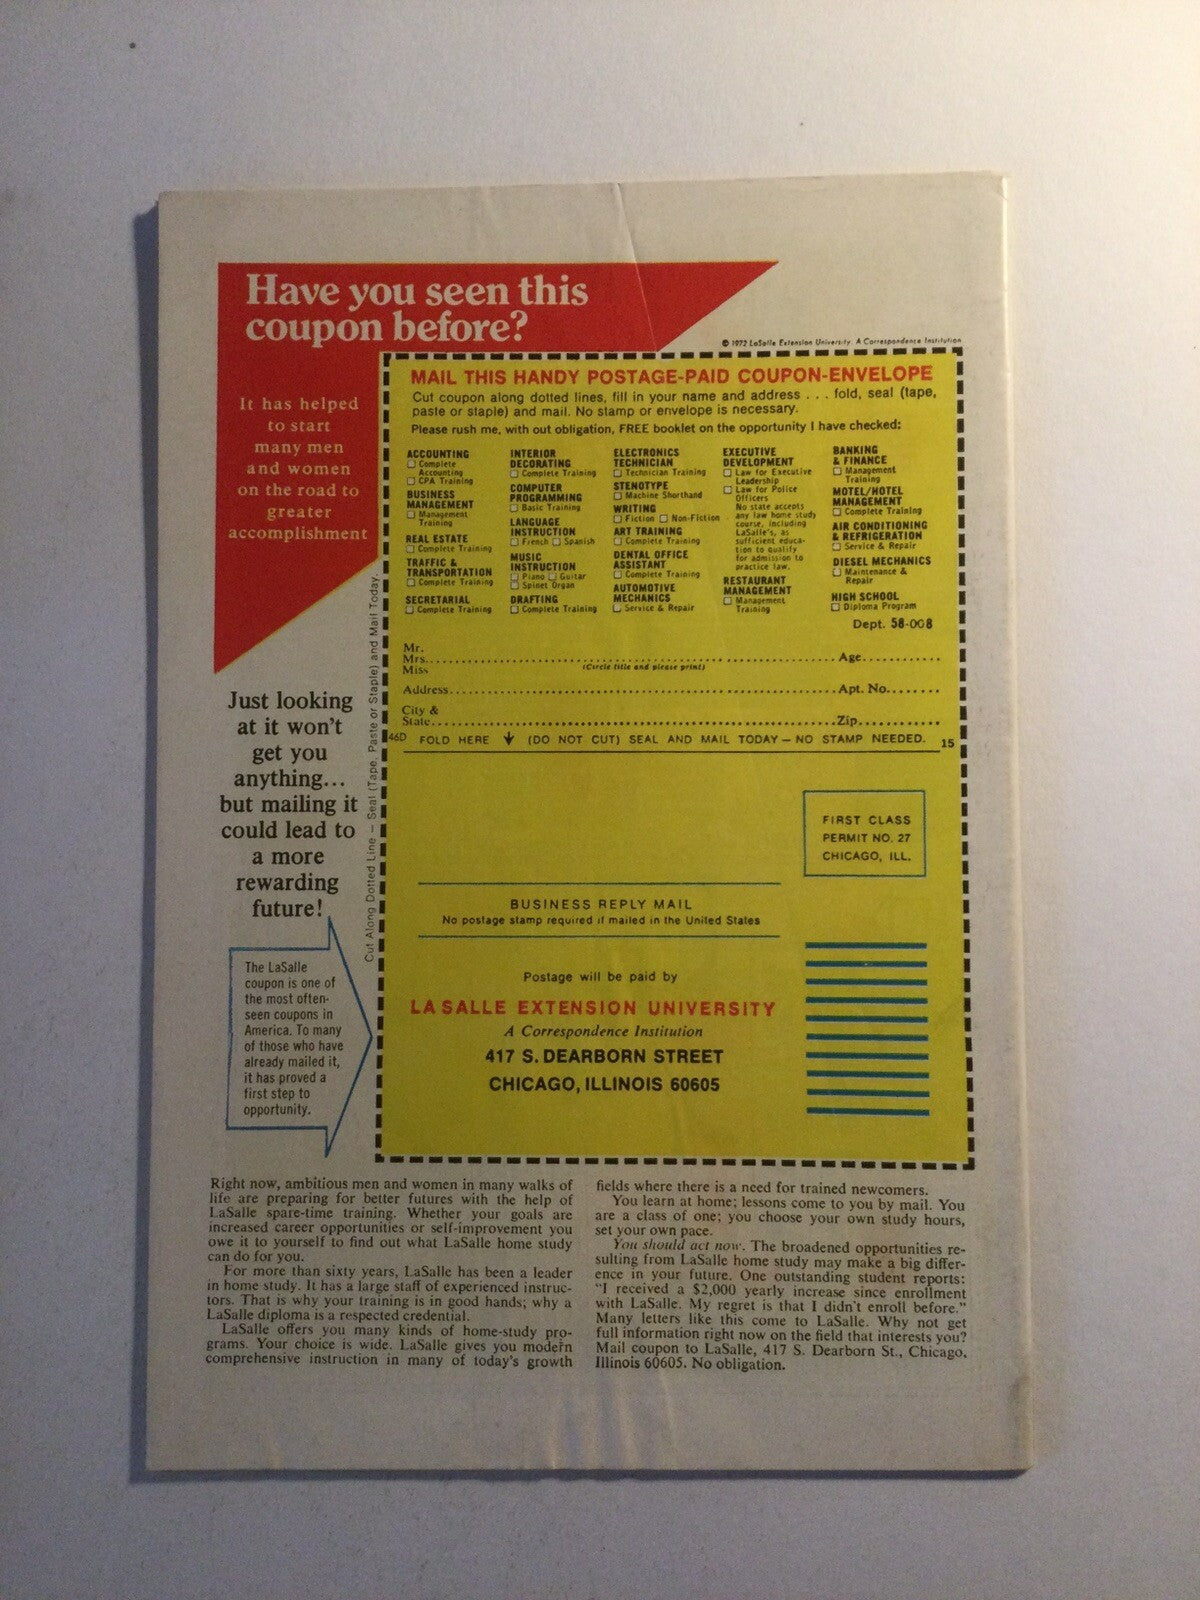 Have you seen this
coupon before?
© 1972 LaSalle Extension University. A Correspondence Institution
It has helped
to start
many men
and women
on the road to
greater
accomplishment
MAIL THIS HANDY POSTAGE-PAID COUPON-ENVELOPE
Cut coupon along dotted lines, fill in your name and address . . . fold, seal (tape,
paste or staple) and mail. No stamp or envelope is necessary.
Please rush me, with out obligation, FREE booklet on the opportunity I have checked:
ACCOUNTING
☐ Complete
Accounting
☐ CPA Training
BUSINESS
MANAGEMENT
☐ Management
Training
REAL ESTATE
☐ Complete Training
TRAFFIC &
TRANSPORTATION
☐ Complete Training
SECRETARIAL
☐ Complete Training
INTERIOR
DECORATING
☐ Complete Training
COMPUTER
PROGRAMMING
☐ Basic Training
LANGUAGE
INSTRUCTION
☐ French ☐ Spanish
MUSIC
INSTRUCTION
☐ Piano ☐ Guitar
☐ Spinet Organ
DRAFTING
☐ Complete Training
ELECTRONICS
TECHNICIAN
☐ Technician Training
STENOTYPE
☐ Machine Shorthand
WRITING
☐ Fiction ☐ Non-Fiction
ART TRAINING
☐ Complete Training
DENTAL OFFICE
ASSISTANT
☐ Complete Training
AUTOMOTIVE
MECHANICS
☐ Service & Repair
EXECUTIVE
DEVELOPMENT
☐ Law for Executive
Leadership
☐ Law for Police
Officers
No state accepts
any law home study
course, including
LaSalle's, as
sufficient educa-
tion to qualify
for admission to
practice law.
RESTAURANT
MANAGEMENT
☐ Management
Training
BANKING
& FINANCE
☐ Management
Training
MOTEL/HOTEL
MANAGEMENT
☐ Complete Training
AIR CONDITIONING
& REFRIGERATION
☐ Service & Repair
DIESEL MECHANICS
☐ Maintenance &
Repair
HIGH SCHOOL
☐ Diploma Program
Dept. 58-008
Mr.
Mrs. Age
Miss (Circle title and please print)
Address Apt. No.
City &
State Zip
46D FOLD HERE ↓ (DO NOT CUT) SEAL AND MAIL TODAY — NO STAMP NEEDED. 15
Cut Along Dotted Line — Seal (Tape, Paste or Staple) and Mail Today.
Just looking
at it won't
get you
anything...
but mailing it
could lead to
a more
rewarding
future!
The LaSalle
coupon is one of
the most often-
seen coupons in
America. To many
of those who have
already mailed it,
it has proved a
first step to
opportunity.
FIRST CLASS
PERMIT NO. 27
CHICAGO, ILL.
BUSINESS REPLY MAIL
No postage stamp required if mailed in the United States
Postage will be paid by
LA SALLE EXTENSION UNIVERSITY
A Correspondence Institution
417 S. DEARBORN STREET
CHICAGO, ILLINOIS 60605
Right now, ambitious men and women in many walks of
life are preparing for better futures with the help of
LaSalle spare-time training. Whether your goals are
increased career opportunities or self-improvement you
owe it to yourself to find out what LaSalle home study
can do for you.
For more than sixty years, LaSalle has been a leader
in home study. It has a large staff of experienced instruc-
tors. That is why your training is in good hands; why a
LaSalle diploma is a respected credential.
LaSalle offers you many kinds of home-study pro-
grams. Your choice is wide. LaSalle gives you modern
comprehensive instruction in many of today's growth
fields where there is a need for trained newcomers.
You learn at home; lessons come to you by mail. You
are a class of one; you choose your own study hours,
set your own pace.
You should act now. The broadened opportunities re-
sulting from LaSalle home study may make a big differ-
ence in your future. One outstanding student reports:
"I received a $2,000 yearly increase since enrollment
with LaSalle. My regret is that I didn't enroll before."
Many letters like this come to LaSalle. Why not get
full information right now on the field that interests you?
Mail coupon to LaSalle, 417 S. Dearborn St., Chicago,
Illinois 60605. No obligation.